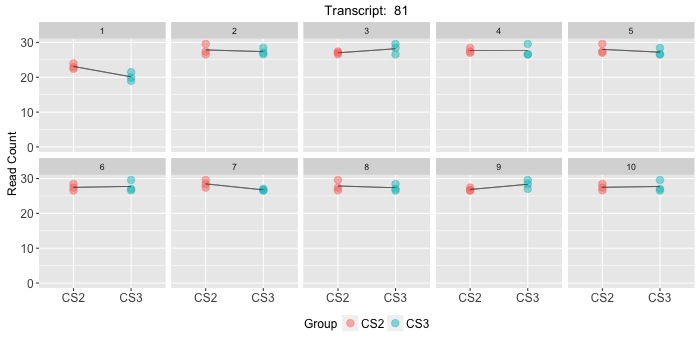 Transcript: 81
1 2 3 4 5
30
20
10
0
Read Count
6 7 8 9 10
30
20
10
0
CS2 CS3 CS2 CS3 CS2 CS3 CS2 CS3 CS2 CS3
Group CS2 CS3